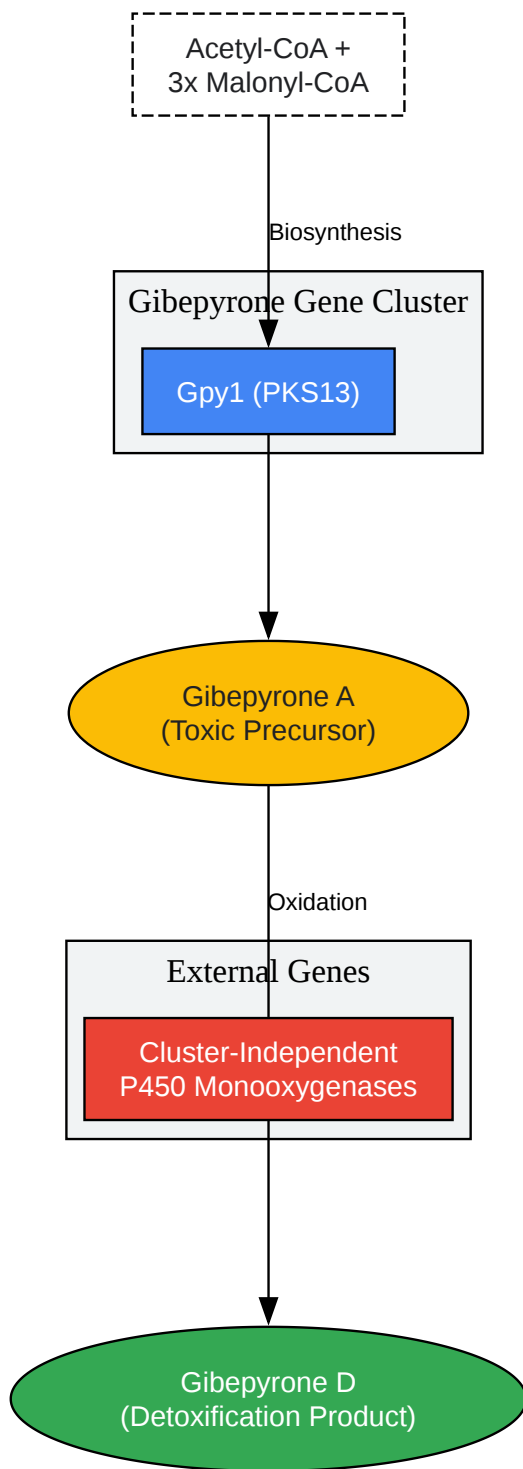 Acetyl-CoA +
3x Malonyl-CoA
Biosynthesis
Gibepyrone Gene Cluster
Gpy1 (PKS13)
Gibepyrone A
(Toxic Precursor)
Oxidation
External Genes
Cluster-Independent
P450 Monooxygenases
Gibepyrone D
(Detoxification Product)